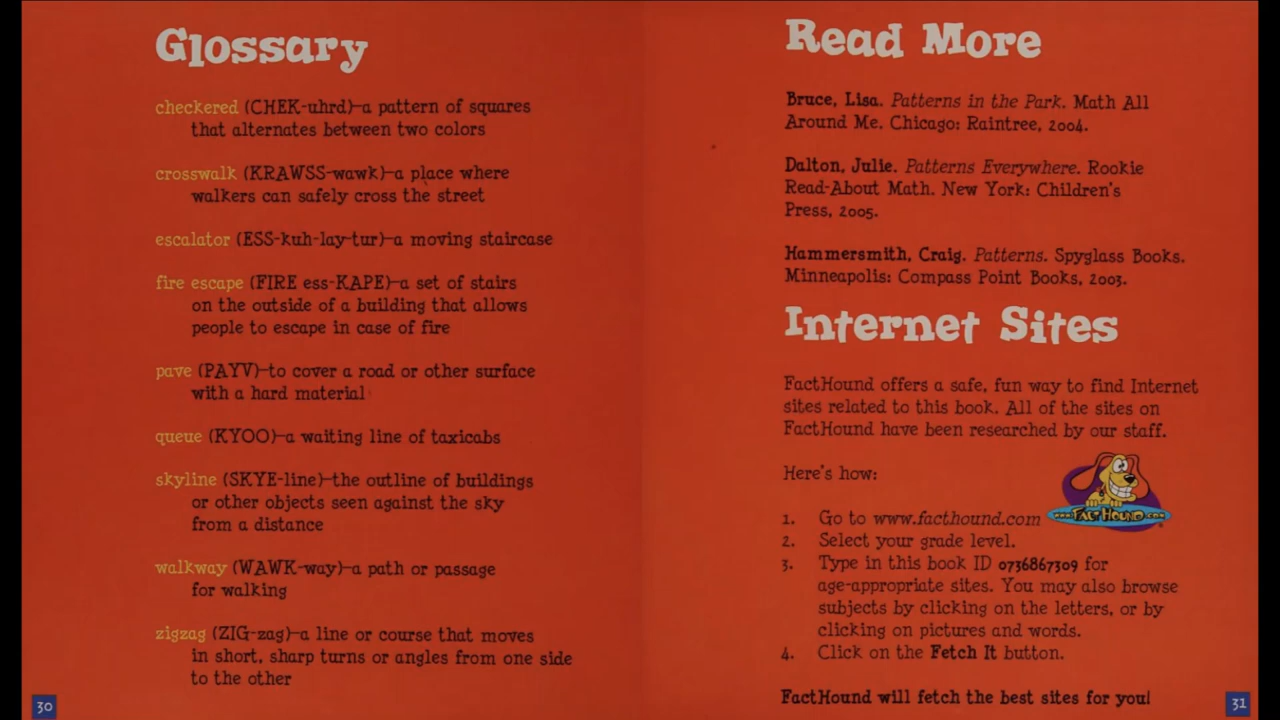 Glossary
checkered (CHEK-uhrd)—a pattern of squares
that alternates between two colors
crosswalk (KRAWSS-wawk)—a place where
walkers can safely cross the street
escalator (ESS-kuh-lay-tur)—a moving staircase
fire escape (FIRE ess-KAPE)—a set of stairs
on the outside of a building that allows
people to escape in case of fire
pave (PAYV)—to cover a road or other surface
with a hard material
queue (KYOO)—a waiting line of taxicabs
skyline (SKYE-line)—the outline of buildings
or other objects seen against the sky
from a distance
walkway (WAWK-way)—a path or passage
for walking
zigzag (ZIG-zag)—a line or course that moves
in short, sharp turns or angles from one side
to the other
30
Read More
Bruce, Lisa. Patterns in the Park. Math All
Around Me. Chicago: Raintree, 2004.
Dalton, Julie. Patterns Everywhere. Rookie
Read-About Math. New York: Children's
Press, 2005.
Hammersmith, Craig. Patterns. Spyglass Books.
Minneapolis: Compass Point Books, 2003.
Internet Sites
FactHound offers a safe, fun way to find Internet
sites related to this book. All of the sites on
FactHound have been researched by our staff.
Here's how:
1. Go to www.facthound.com
www.FACT HOUND.com
2. Select your grade level.
3. Type in this book ID 0736867309 for
age-appropriate sites. You may also browse
subjects by clicking on the letters, or by
clicking on pictures and words.
4. Click on the Fetch It button.
FactHound will fetch the best sites for you!
31